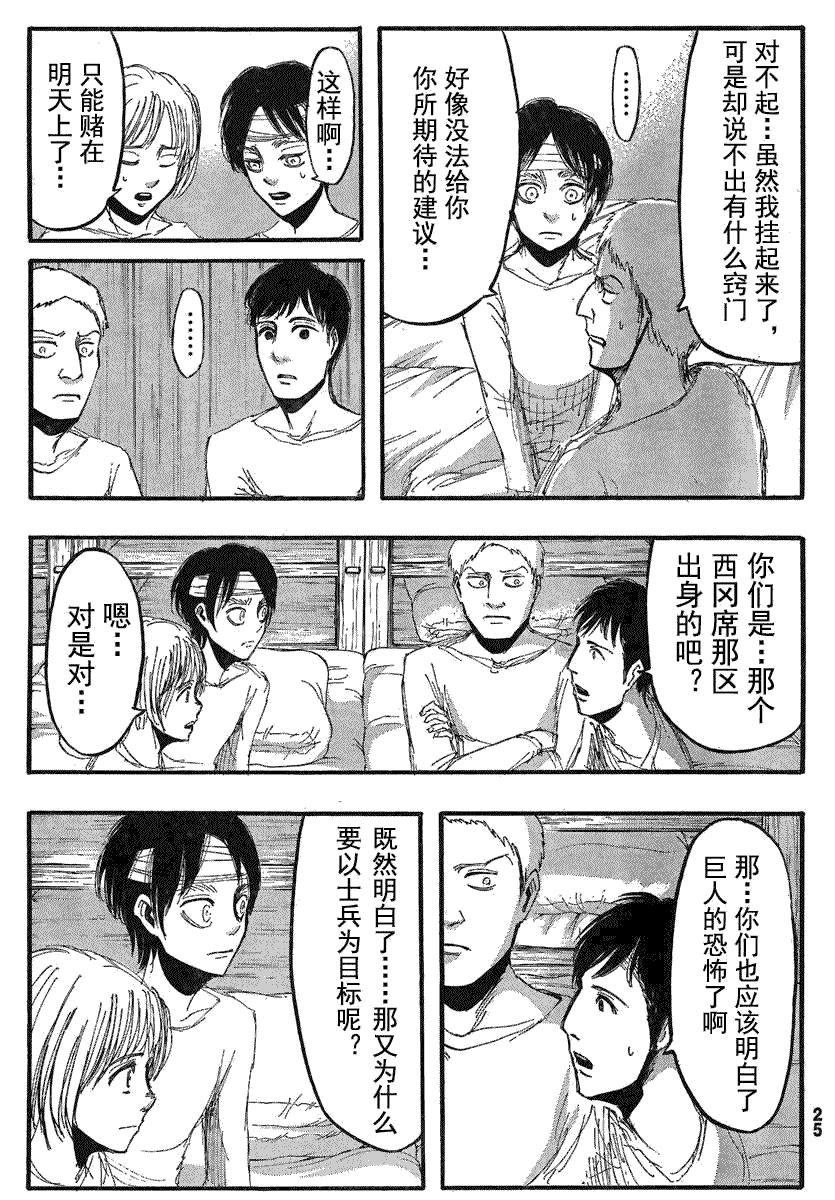 对不起…虽然我挂起来了，
可是却说不出有什么窍门
……
好像没法给你
你所期待的建议…
这样啊…
只能赌在
明天上了…
……
你们是…那个
西冈席那区
出身的吧？
嗯…
对是对…
那…你们也应该明白了
巨人的恐怖了啊
既然明白了……那又为什么
要以士兵为目标呢？
25